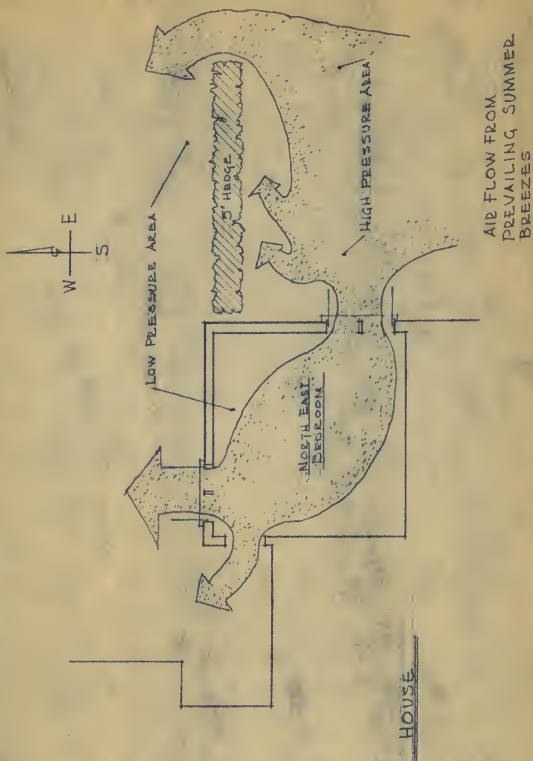 W E
S
LOW PRESSURE AREA
5' HEDGE
HIGH PRESSURE AREA
NORTH EAST
BEDROOM
HOUSE
AIR FLOW FROM
PREVAILING SUMMER
BREEZES